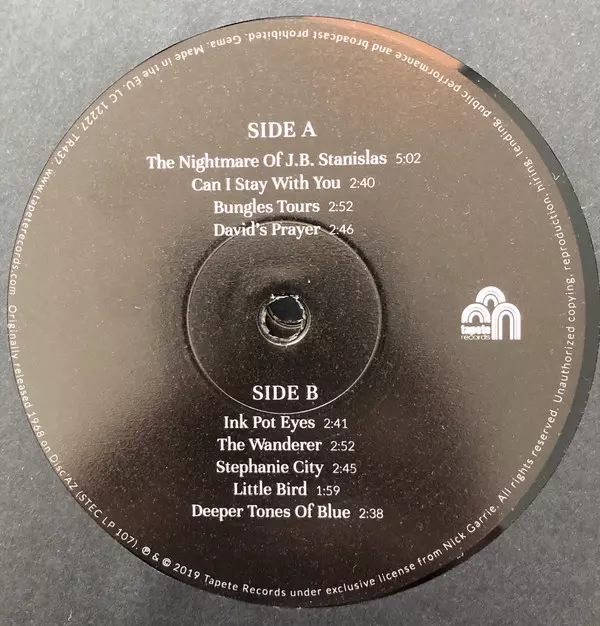 SIDE A
The Nightmare Of J.B. Stanislas 5:02
Can I Stay With You 2:40
Bungles Tours 2:52
David's Prayer 2:46
tapete
records
SIDE B
Ink Pot Eyes 2:41
The Wanderer 2:52
Stephanie City 2:45
Little Bird 1:59
Deeper Tones Of Blue 2:38
www.tapeterecords.com Originally released 1968 on Disc'AZ (STEC LP 107). ℗ & © 2019 Tapete Records under exclusive license from Nick Garrie. All rights reserved. Unauthorized copying, reproduction, hiring, lending, public performance and broadcast prohibited. Gema. Made in the EU. LC 12227. TR437.